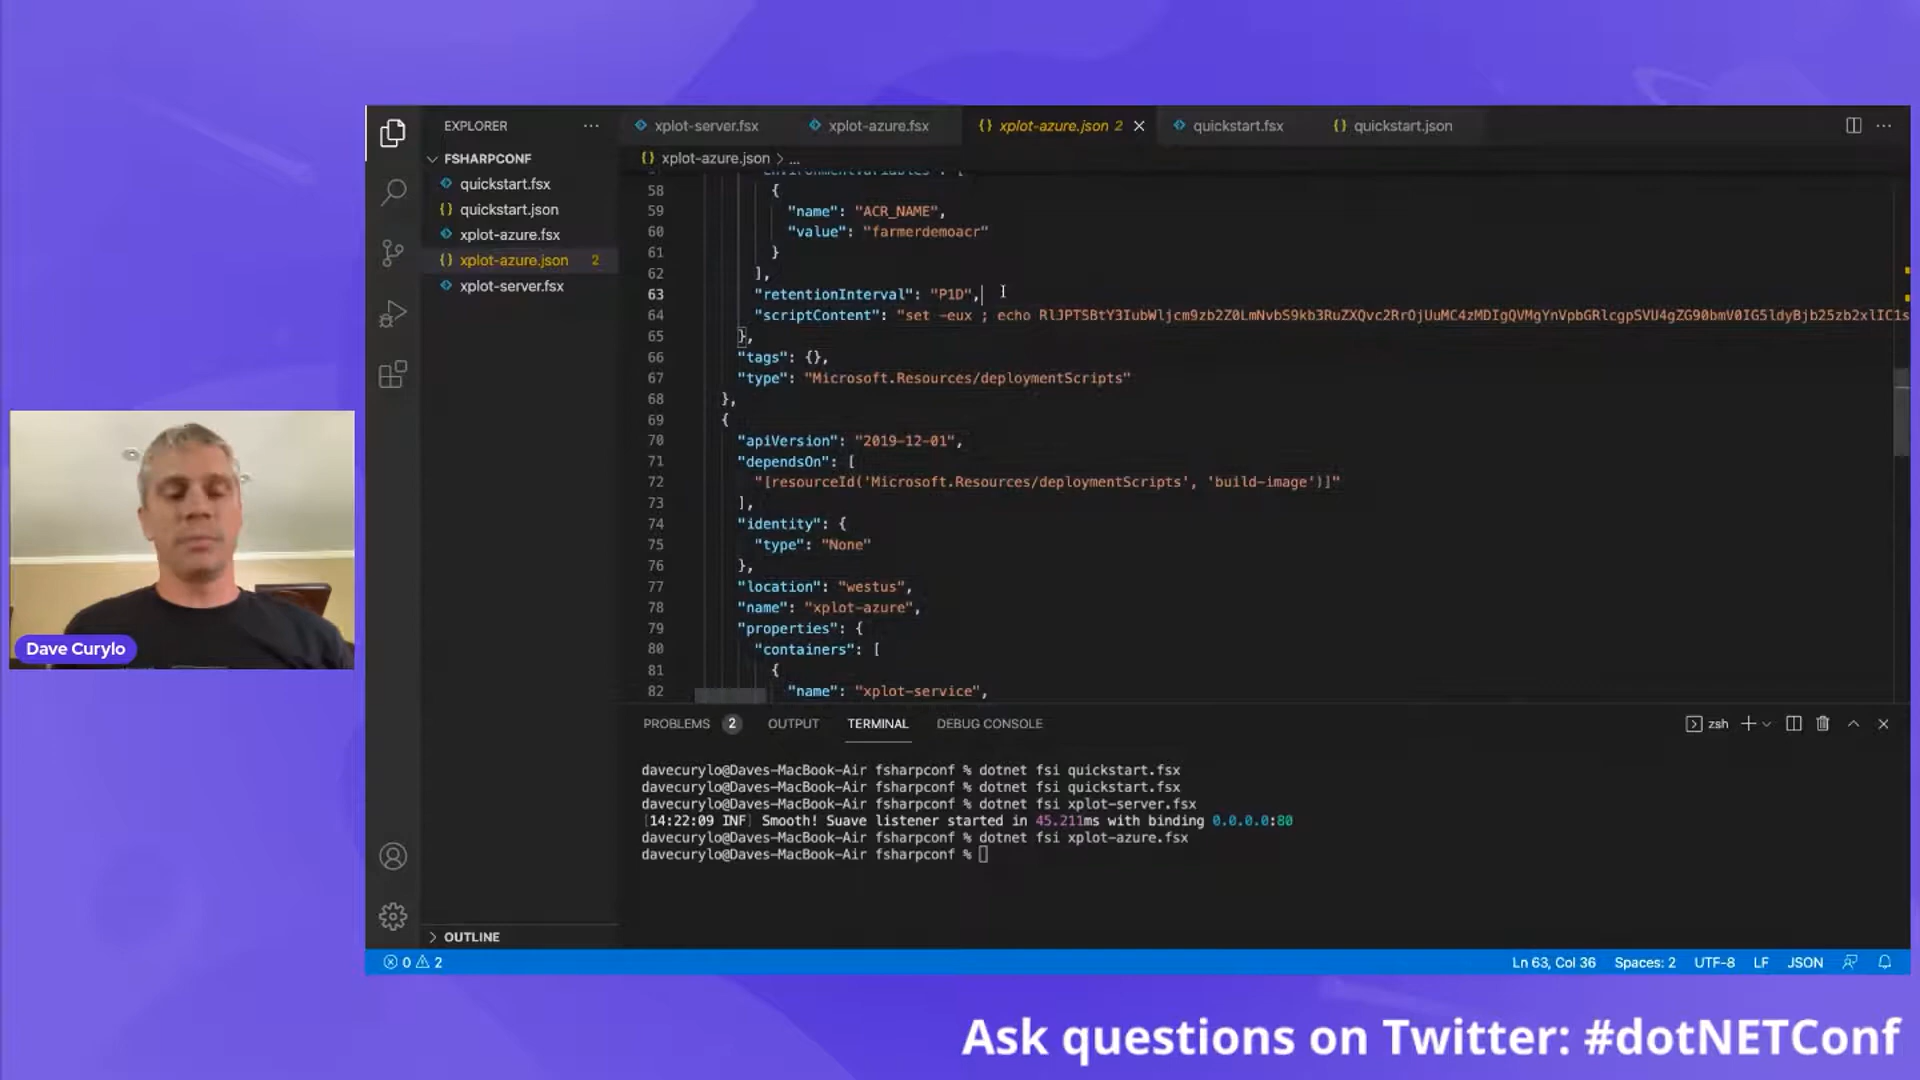 EXPLORER
FSHARPCONF
quickstart.fsx
quickstart.json
xplot-azure.fsx
xplot-azure.json 2
xplot-server.fsx
OUTLINE
xplot-server.fsx xplot-azure.fsx {} xplot-azure.json 2 quickstart.fsx {} quickstart.json
{} xplot-azure.json > ...
58 {
59 "name": "ACR_NAME",
60 "value": "farmerdemoacr"
61 }
62 ],
63 "retentionInterval": "P1D",
64 "scriptContent": "set -eux ; echo
65 },
66 "tags": {},
67 "type": "Microsoft.Resources/deploymentScripts"
68 },
69 {
70 "apiVersion": "2019-12-01",
71 "dependsOn": [
72 "[resourceId('Microsoft.Resources/deploymentScripts', 'build-image')]"
73 ],
74 "identity": {
75 "type": "None"
76 },
77 "location": "westus",
78 "name": "xplot-azure",
79 "properties": {
80 "containers": [
81 {
82 "name": "xplot-service",
PROBLEMS 2 OUTPUT TERMINAL DEBUG CONSOLE zsh
davecurylo@Daves-MacBook-Air fsharpconf % dotnet fsi quickstart.fsx
davecurylo@Daves-MacBook-Air fsharpconf % dotnet fsi quickstart.fsx
davecurylo@Daves-MacBook-Air fsharpconf % dotnet fsi xplot-server.fsx
[14:22:09 INF] Smooth! Suave listener started in 45.211ms with binding 0.0.0.0:80
davecurylo@Daves-MacBook-Air fsharpconf % dotnet fsi xplot-azure.fsx
davecurylo@Daves-MacBook-Air fsharpconf %
0 2 Ln 63, Col 36 Spaces: 2 UTF-8 LF JSON
Dave Curylo
Ask questions on Twitter: #dotNETConf